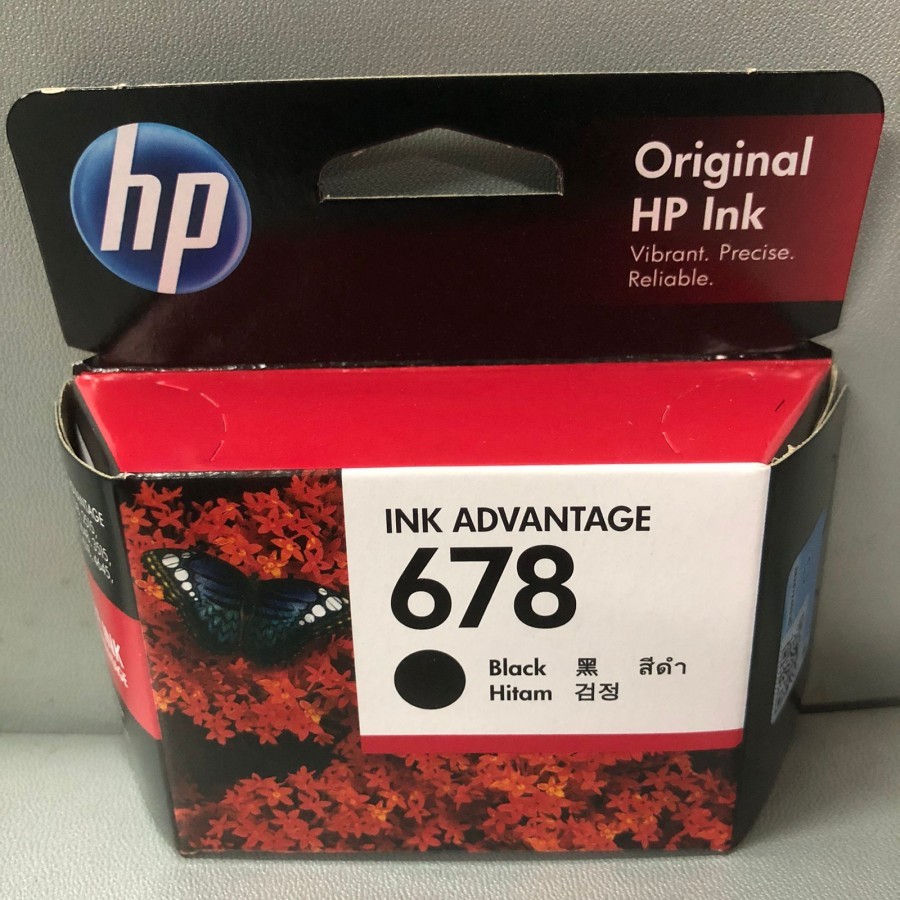 hp
Original
HP Ink
Vibrant. Precise.
Reliable.
INK ADVANTAGE
678
Black 黑 สีดำ
Hitam 검정